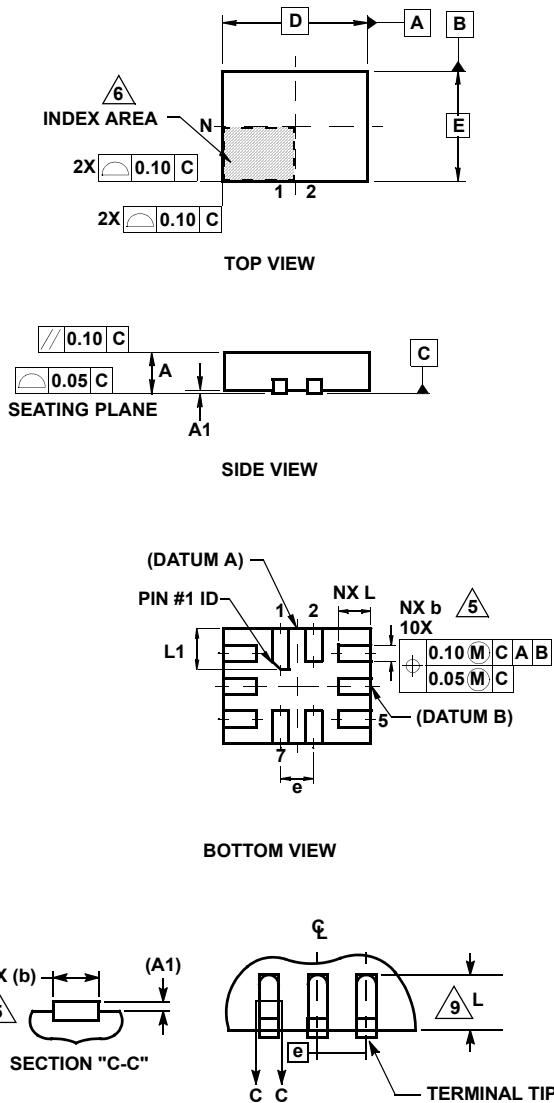 D
A
B
6
INDEX AREA
N
E
2X 0.10 C
1 2
2X 0.10 C
TOP VIEW
// 0.10 C
A
C
0.05 C
SEATING PLANE
A1
SIDE VIEW
(DATUM A)
PIN #1 ID
1 2
NX L
NX b 5
10X
L1
0.10 M C A B
0.05 M C
5
(DATUM B)
7
e
BOTTOM VIEW
X (b)
(A1)
SECTION "C-C"
CL
9 L
e
C C
TERMINAL TIP